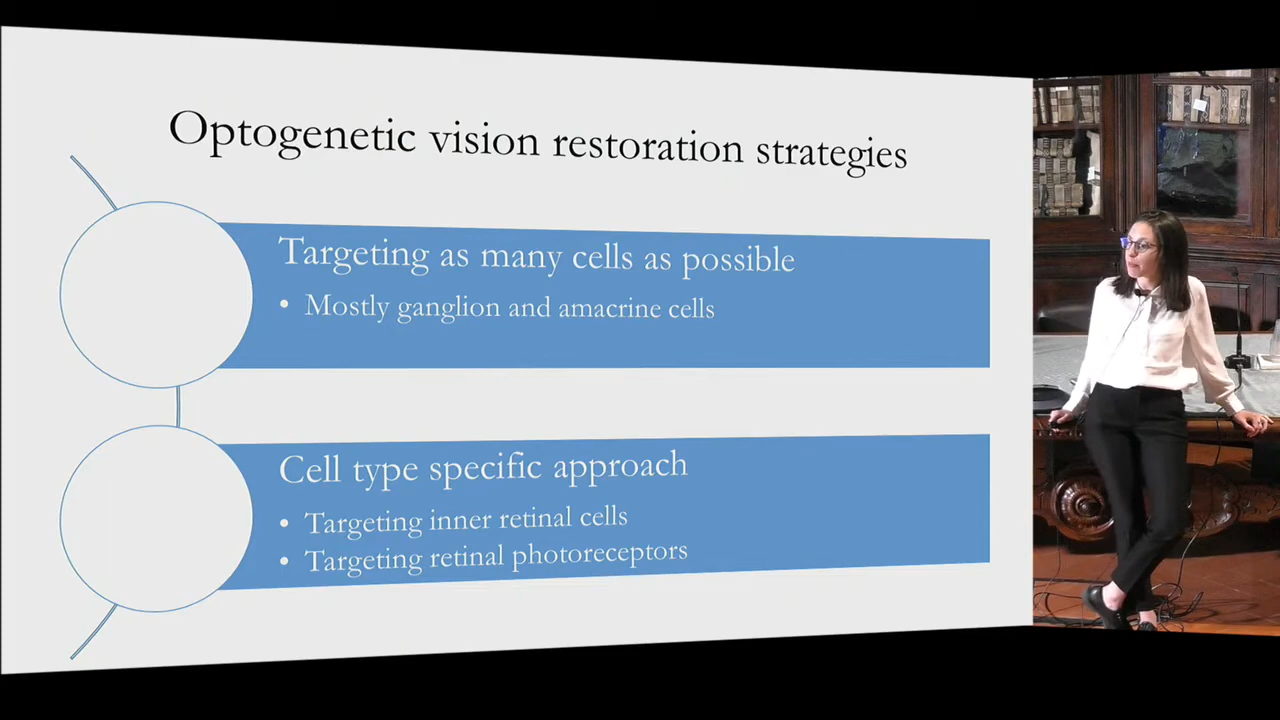 Optogenetic vision restoration strategies
Targeting as many cells as possible
• Mostly ganglion and amacrine cells
Cell type specific approach
• Targeting inner retinal cells
• Targeting retinal photoreceptors